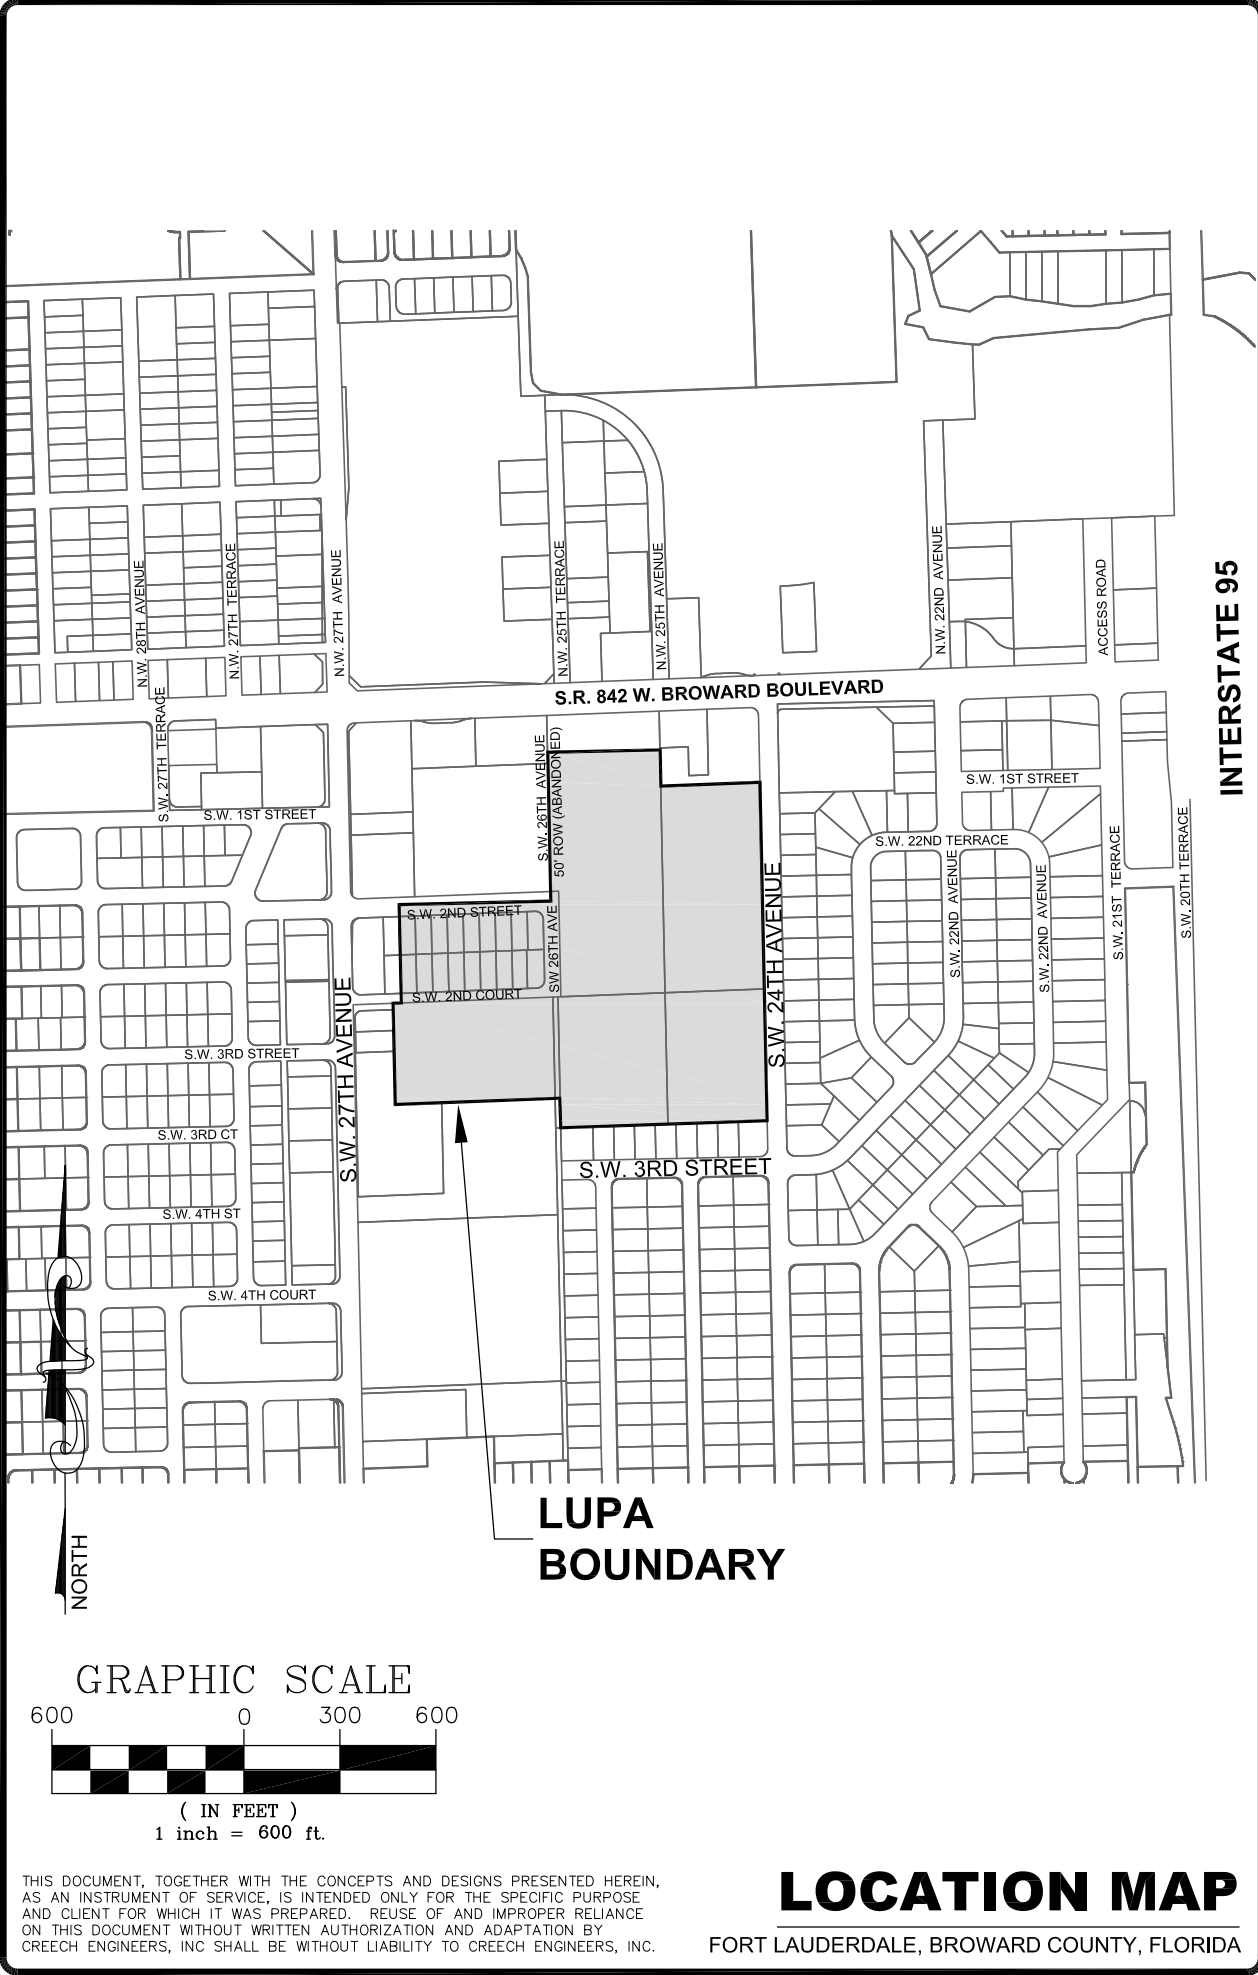 N.W. 28TH AVENUE
N.W. 27TH TERRACE
N.W. 27TH AVENUE
N.W. 25TH TERRACE
N.W. 25TH AVENUE
N.W. 22ND AVENUE
ACCESS ROAD
INTERSTATE 95
S.R. 842 W. BROWARD BOULEVARD
S.W. 27TH TERRACE
S.W. 26TH AVENUE
50' ROW (ABANDONED)
S.W. 1ST STREET
S.W. 1ST STREET
S.W. 22ND TERRACE
S.W. 22ND AVENUE
S.W. 22ND AVENUE
S.W. 21ST TERRACE
S.W. 20TH TERRACE
S.W. 24TH AVENUE
S.W. 2ND STREET
SW 26TH AVE
S.W. 2ND COURT
S.W. 27TH AVENUE
S.W. 3RD STREET
S.W. 3RD CT
S.W. 3RD STREET
S.W. 4TH ST
S.W. 4TH COURT
LUPA
BOUNDARY
NORTH
GRAPHIC SCALE
600 0 300 600
( IN FEET )
1 inch = 600 ft.
THIS DOCUMENT, TOGETHER WITH THE CONCEPTS AND DESIGNS PRESENTED HEREIN,
AS AN INSTRUMENT OF SERVICE, IS INTENDED ONLY FOR THE SPECIFIC PURPOSE
AND CLIENT FOR WHICH IT WAS PREPARED. REUSE OF AND IMPROPER RELIANCE
ON THIS DOCUMENT WITHOUT WRITTEN AUTHORIZATION AND ADAPTATION BY
CREECH ENGINEERS, INC SHALL BE WITHOUT LIABILITY TO CREECH ENGINEERS, INC.
LOCATION MAP
FORT LAUDERDALE, BROWARD COUNTY, FLORIDA